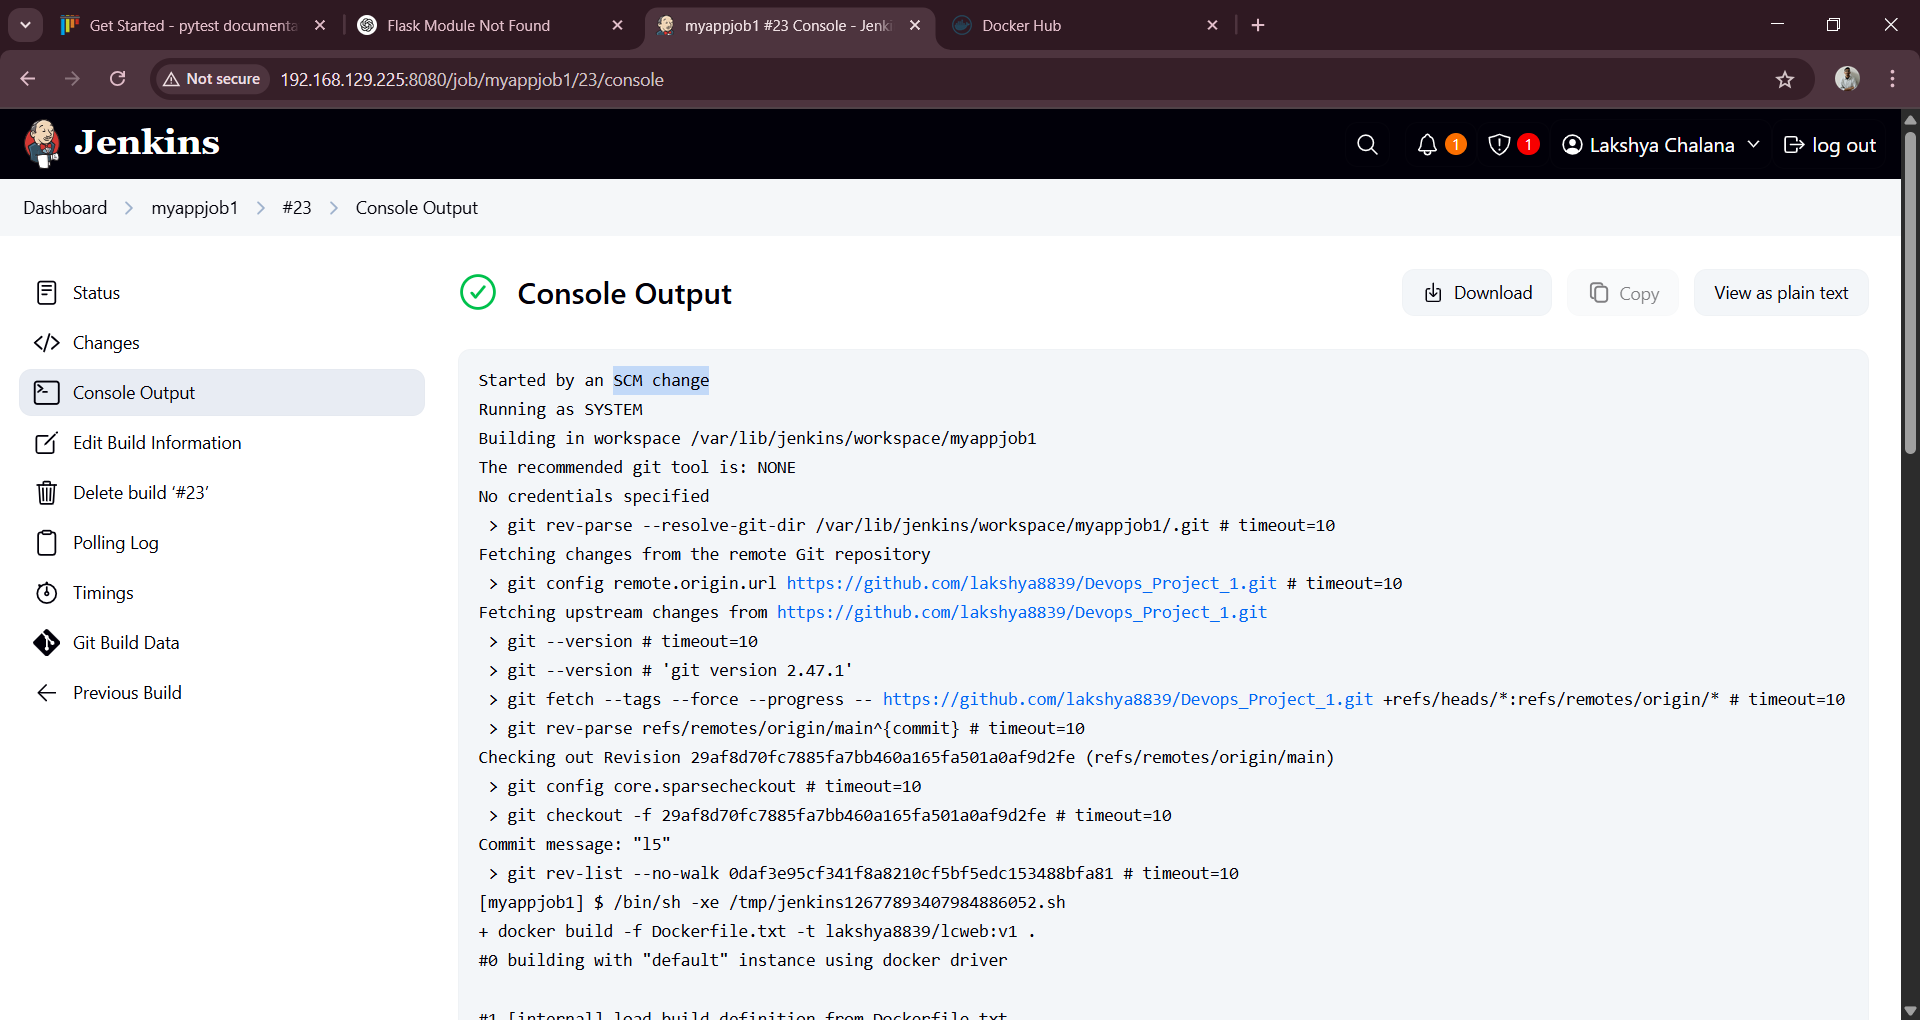 Get Started - pytest documenta
Flask Module Not Found
myappjob1 #23 Console - Jenki
Docker Hub
Not secure
192.168.129.225:8080/job/myappjob1/23/console
Jenkins
1
1
Lakshya Chalana
log out
Dashboard
myappjob1
#23
Console Output
Status
Changes
Console Output
Edit Build Information
Delete build ‘#23’
Polling Log
Timings
Git Build Data
Previous Build
Console Output
Download
Copy
View as plain text
Started by an SCM change
Running as SYSTEM
Building in workspace /var/lib/jenkins/workspace/myappjob1
The recommended git tool is: NONE
No credentials specified
> git rev-parse --resolve-git-dir /var/lib/jenkins/workspace/myappjob1/.git # timeout=10
Fetching changes from the remote Git repository
> git config remote.origin.url https://github.com/lakshya8839/Devops_Project_1.git # timeout=10
Fetching upstream changes from https://github.com/lakshya8839/Devops_Project_1.git
> git --version # timeout=10
> git --version # 'git version 2.47.1'
> git fetch --tags --force --progress -- https://github.com/lakshya8839/Devops_Project_1.git +refs/heads/*:refs/remotes/origin/* # timeout=10
> git rev-parse refs/remotes/origin/main^{commit} # timeout=10
Checking out Revision 29af8d70fc7885fa7bb460a165fa501a0af9d2fe (refs/remotes/origin/main)
> git config core.sparsecheckout # timeout=10
> git checkout -f 29af8d70fc7885fa7bb460a165fa501a0af9d2fe # timeout=10
Commit message: "l5"
> git rev-list --no-walk 0daf3e95cf341f8a8210cf5bf5edc153488bfa81 # timeout=10
[myappjob1] $ /bin/sh -xe /tmp/jenkins12677893407984886052.sh
+ docker build -f Dockerfile.txt -t lakshya8839/lcweb:v1 .
#0 building with "default" instance using docker driver
#1 [internal] load build definition from Dockerfile.txt